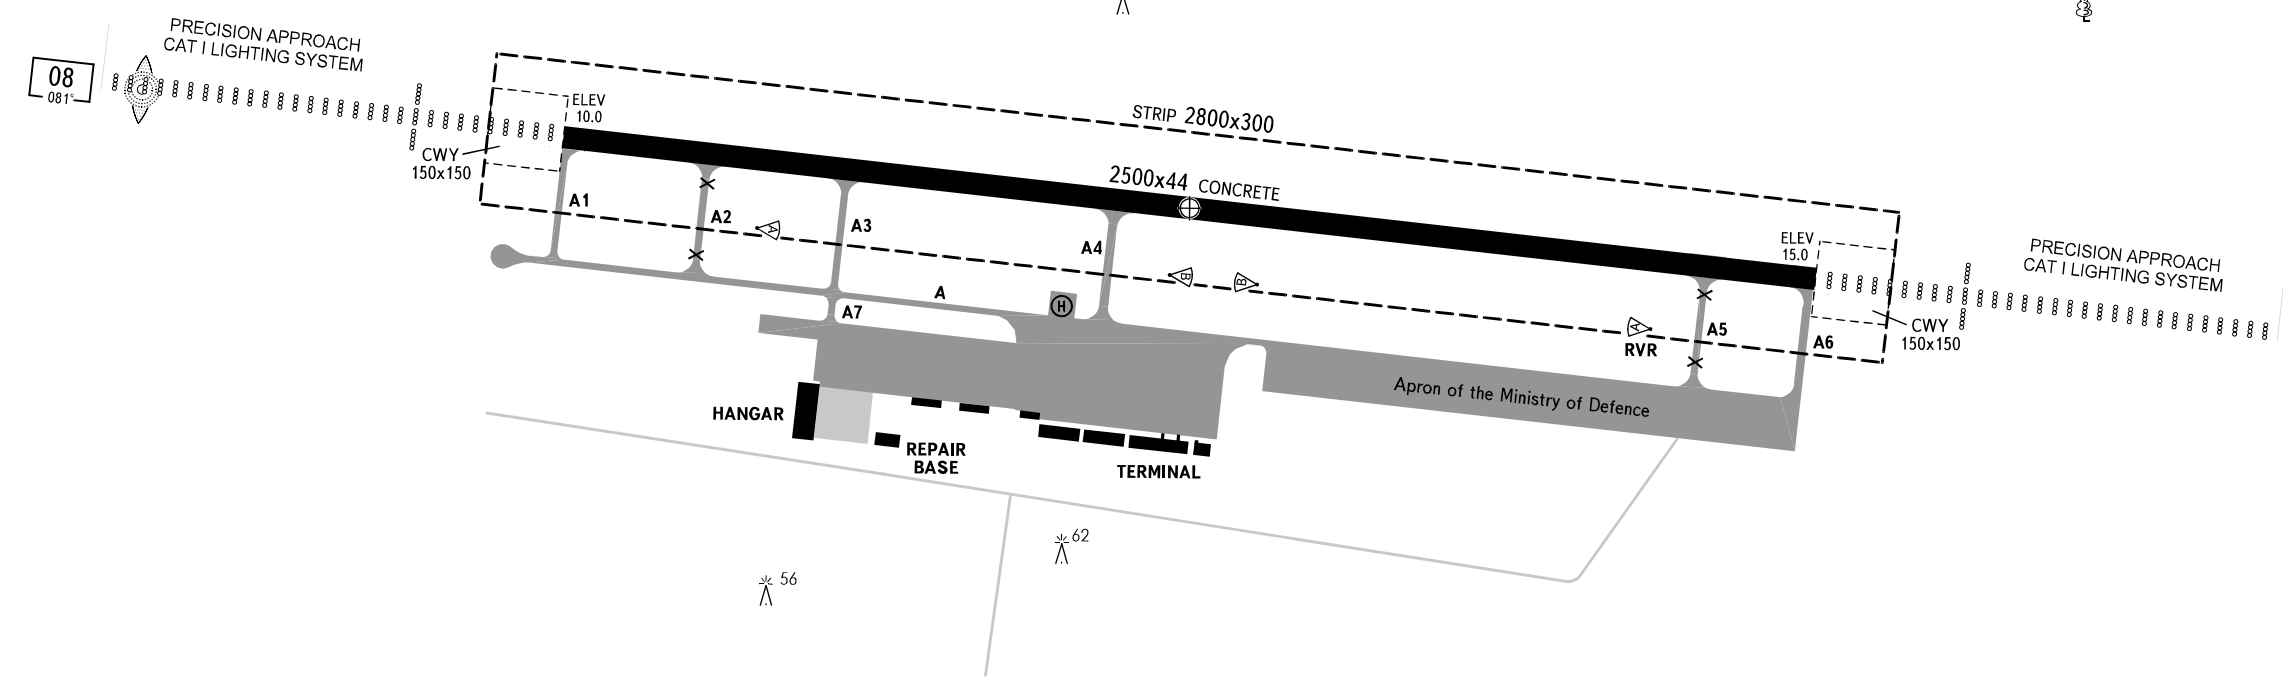 PRECISION APPROACH
CAT I LIGHTING SYSTEM
08
081°
ELEV
10.0
CWY
150x150
STRIP 2800x300
2500x44 CONCRETE
A1
A2
A
A3
A4
B
B
ELEV
15.0
PRECISION APPROACH
CAT I LIGHTING SYSTEM
A
H
A7
A
RVR
A5
A6
CWY
150x150
Apron of the Ministry of Defence
HANGAR
REPAIR
BASE
TERMINAL
62
56